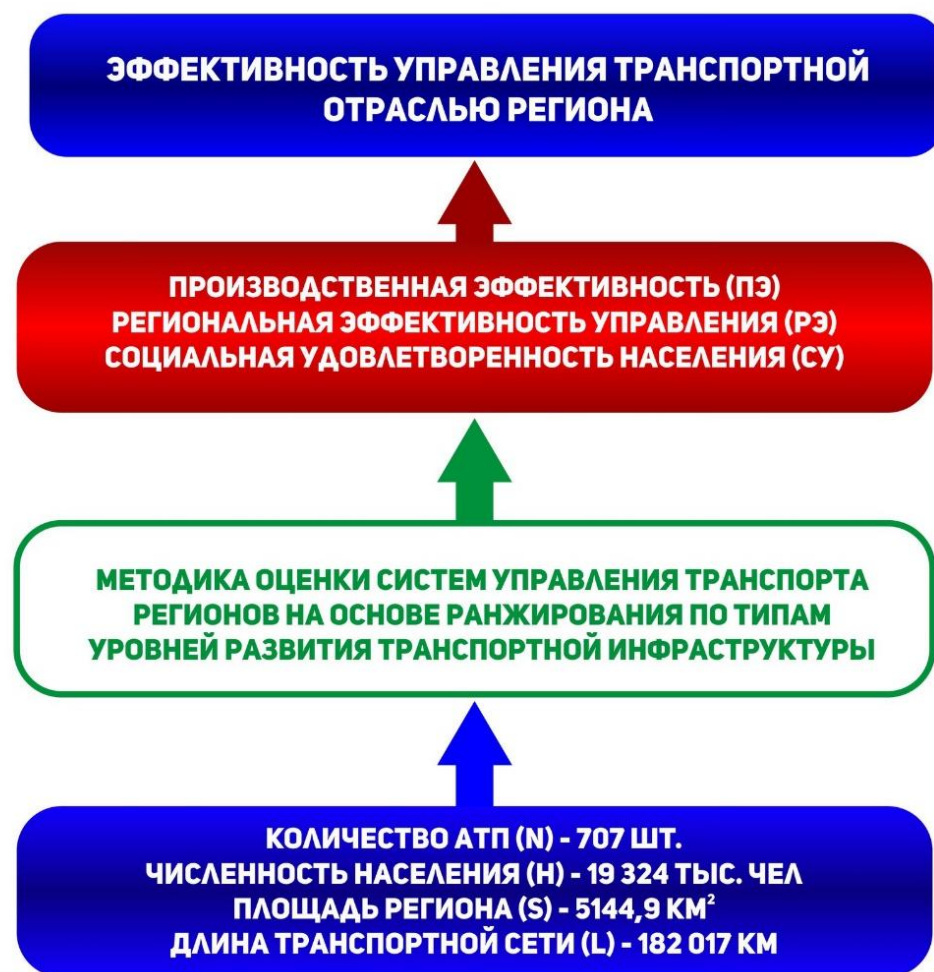 ЭФФЕКТИВНОСТЬ УПРАВЛЕНИЯ ТРАНСПОРТНОЙ
ОТРАСЛЬЮ РЕГИОНА
ПРОИЗВОДСТВЕННАЯ ЭФФЕКТИВНОСТЬ (ПЭ)
РЕГИОНАЛЬНАЯ ЭФФЕКТИВНОСТЬ УПРАВЛЕНИЯ (РЭ)
СОЦИАЛЬНАЯ УДОВЛЕТВОРЕННОСТЬ НАСЕЛЕНИЯ (СУ)
МЕТОДИКА ОЦЕНКИ СИСТЕМ УПРАВЛЕНИЯ ТРАНСПОРТА
РЕГИОНОВ НА ОСНОВЕ РАНЖИРОВАНИЯ ПО ТИПАМ
УРОВНЕЙ РАЗВИТИЯ ТРАНСПОРТНОЙ ИНФРАСТРУКТУРЫ
КОЛИЧЕСТВО АТП (N) - 707 ШТ.
ЧИСЛЕННОСТЬ НАСЕЛЕНИЯ (H) - 19 324 ТЫС. ЧЕЛ
ПЛОЩАДЬ РЕГИОНА (S) - 5144,9 КМ²
ДЛИНА ТРАНСПОРТНОЙ СЕТИ (L) - 182 017 КМ